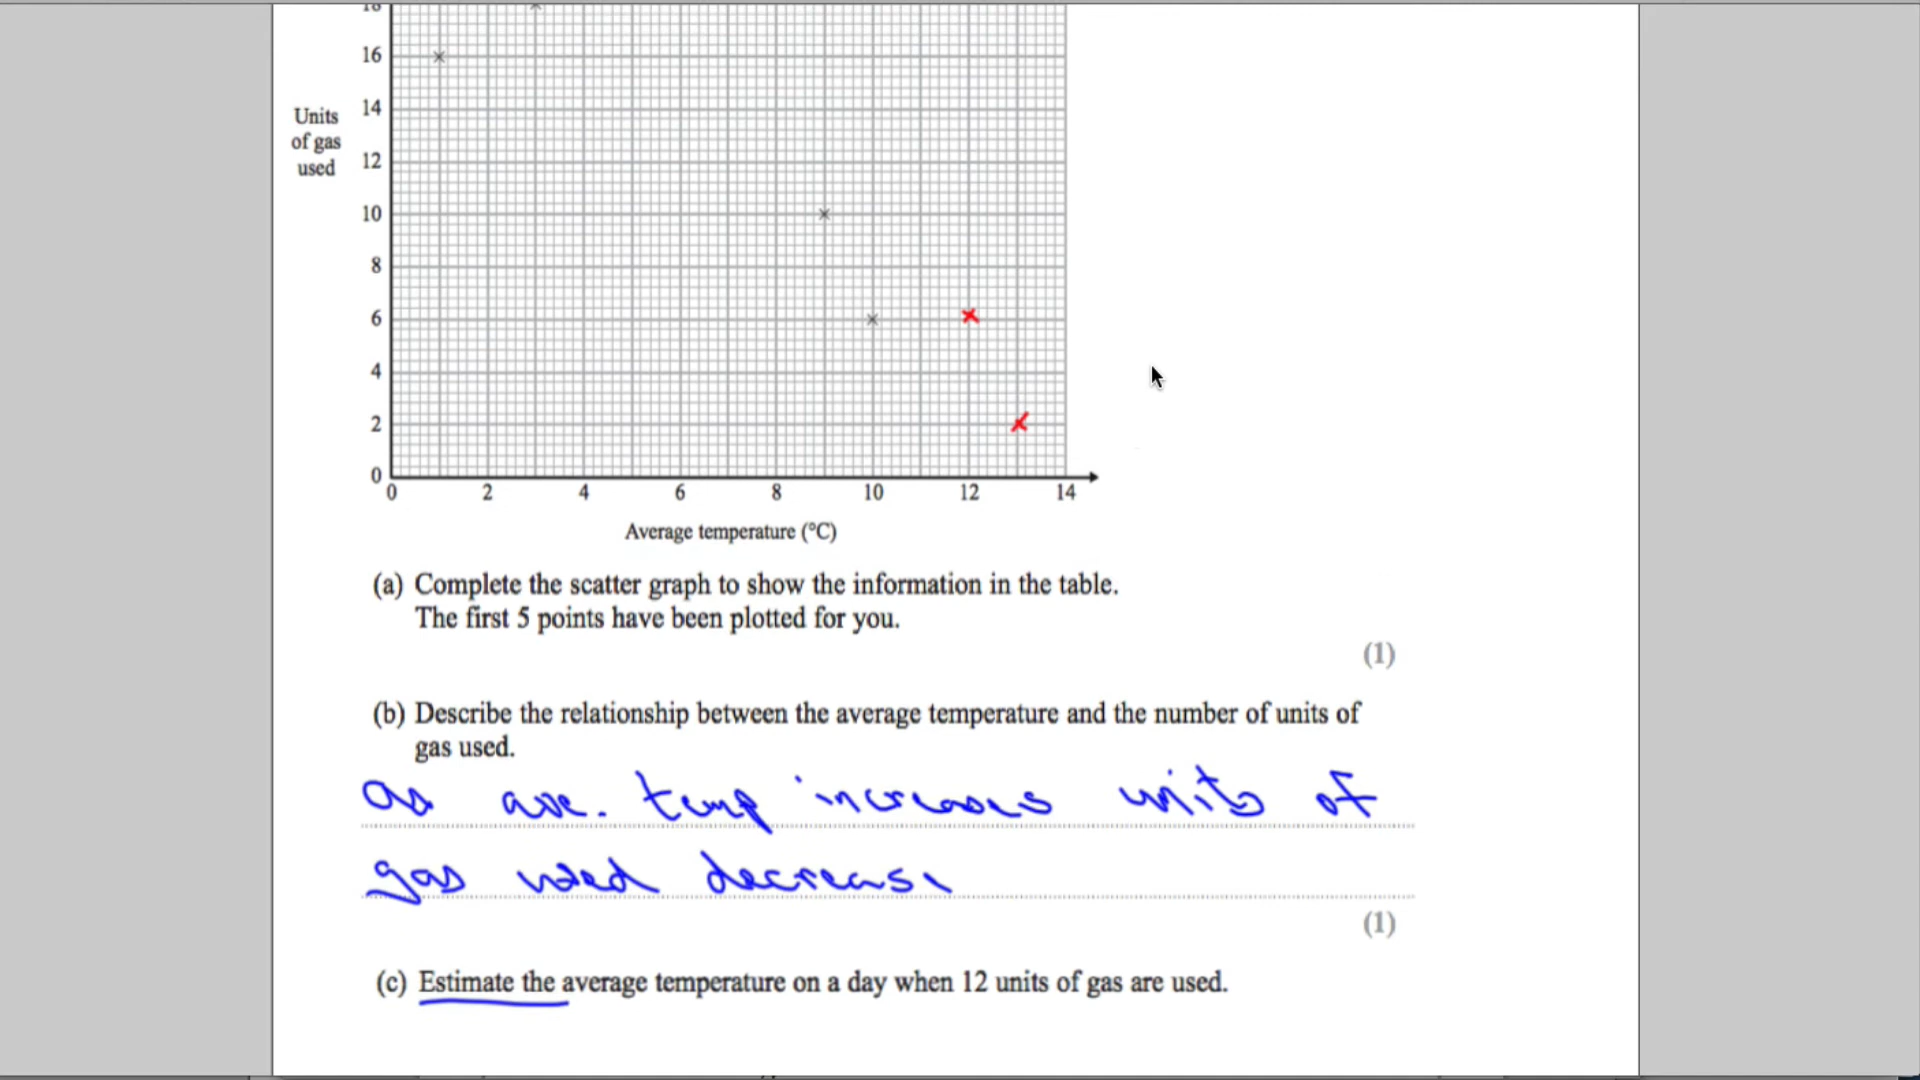 18
16
Units
of gas
used
14
12
10
8
6
4
2
0
0 2 4 6 8 10 12 14
Average temperature (°C)
(a) Complete the scatter graph to show the information in the table.
The first 5 points have been plotted for you.
(1)
(b) Describe the relationship between the average temperature and the number of units of
gas used.
as ave. temp increases units of
gas used decrease
(1)
(c) Estimate the average temperature on a day when 12 units of gas are used.